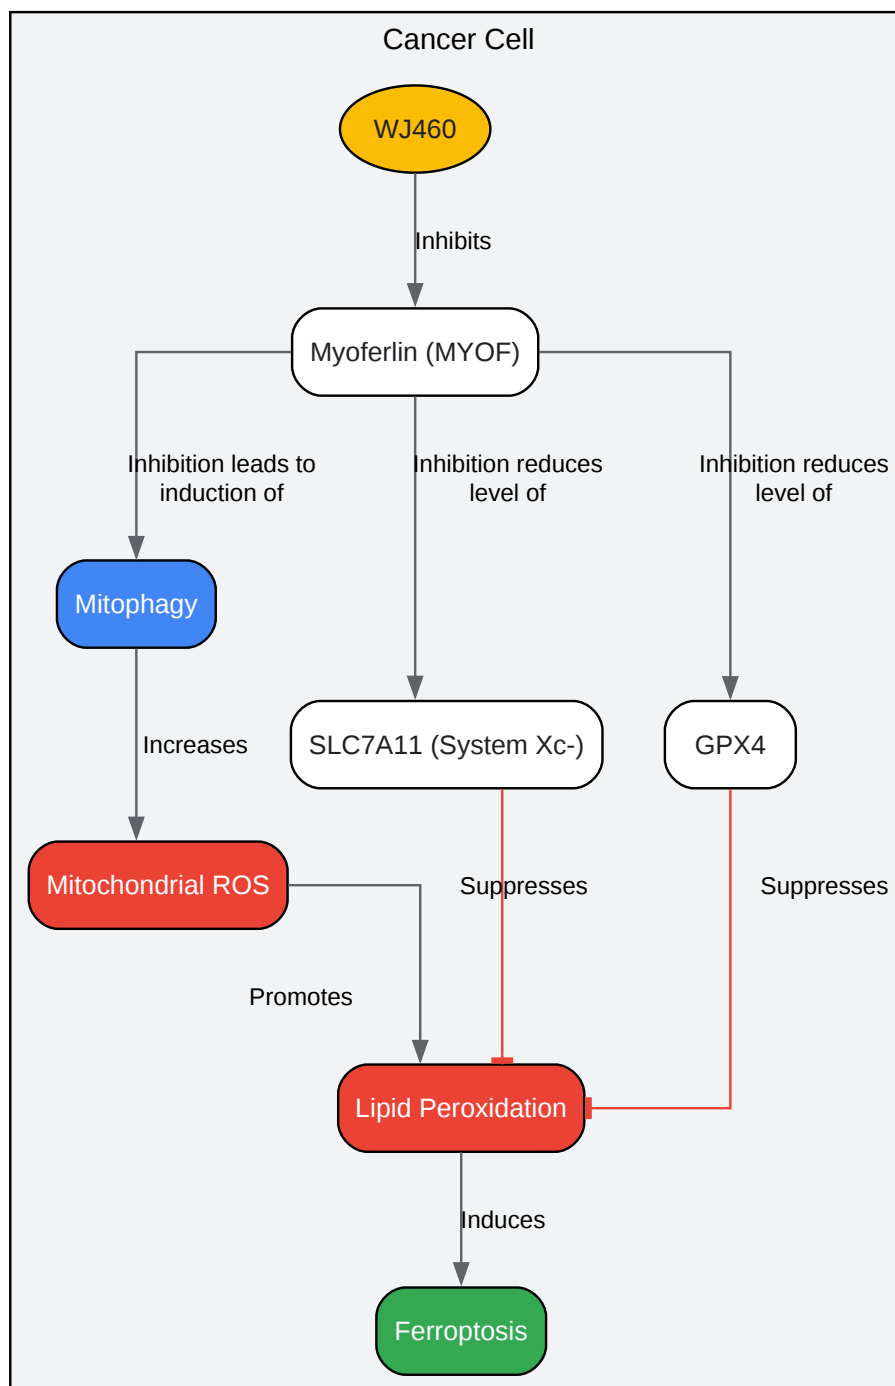 Cancer Cell
WJ460
Inhibits
Myoferlin (MYOF)
Inhibition leads to
induction of
Inhibition reduces
level of
Inhibition reduces
level of
Mitophagy
Increases
SLC7A11 (System Xc-)
GPX4
Mitochondrial ROS
Suppresses
Suppresses
Promotes
Lipid Peroxidation
Induces
Ferroptosis